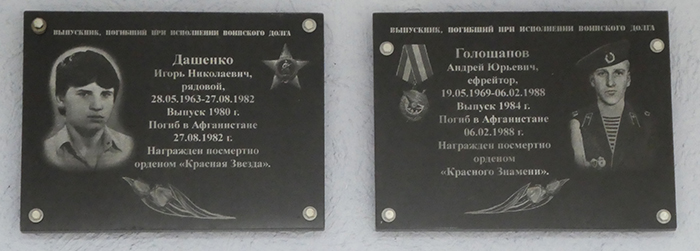 ВЫПУСКНИК, ПОГИБШИЙ ПРИ ИСПОЛНЕНИИ ВОИНСКОГО ДОЛГА
Дашенко
Игорь Николаевич,
рядовой,
28.05.1963-27.08.1982
Выпуск 1980 г.
Погиб в Афганистане
27.08.1982 г.
Награжден посмертно
орденом «Красная Звезда».
ВЫПУСКНИК, ПОГИБШИЙ ПРИ ИСПОЛНЕНИИ ВОИНСКОГО ДОЛГА
Голощапов
Андрей Юрьевич,
ефрейтор,
19.05.1969-06.02.1988
Выпуск 1984 г.
Погиб в Афганистане
06.02.1988 г.
Награжден посмертно
орденом
«Красного Знамени».